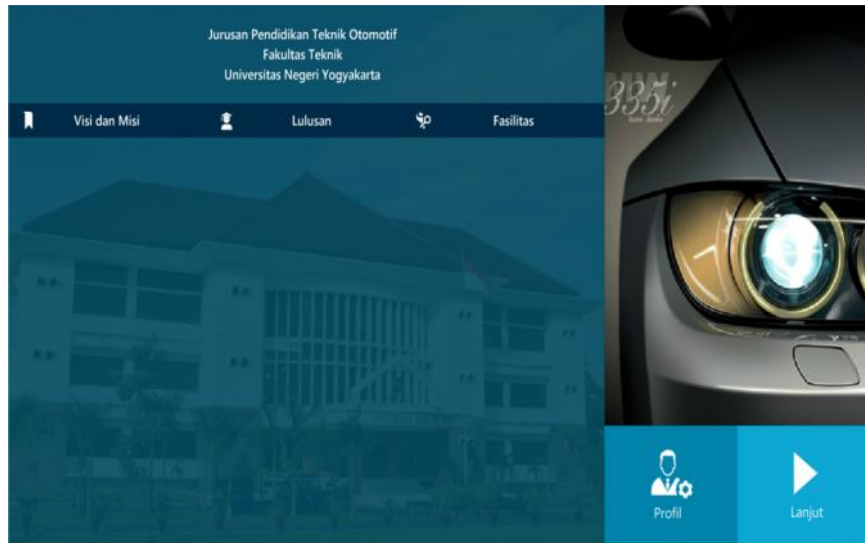 Jurusan Pendidikan Teknik Otomotif
Fakultas Teknik
Universitas Negeri Yogyakarta
Visi dan Misi
Lulusan
Fasilitas
335i
Profil
Lanjut